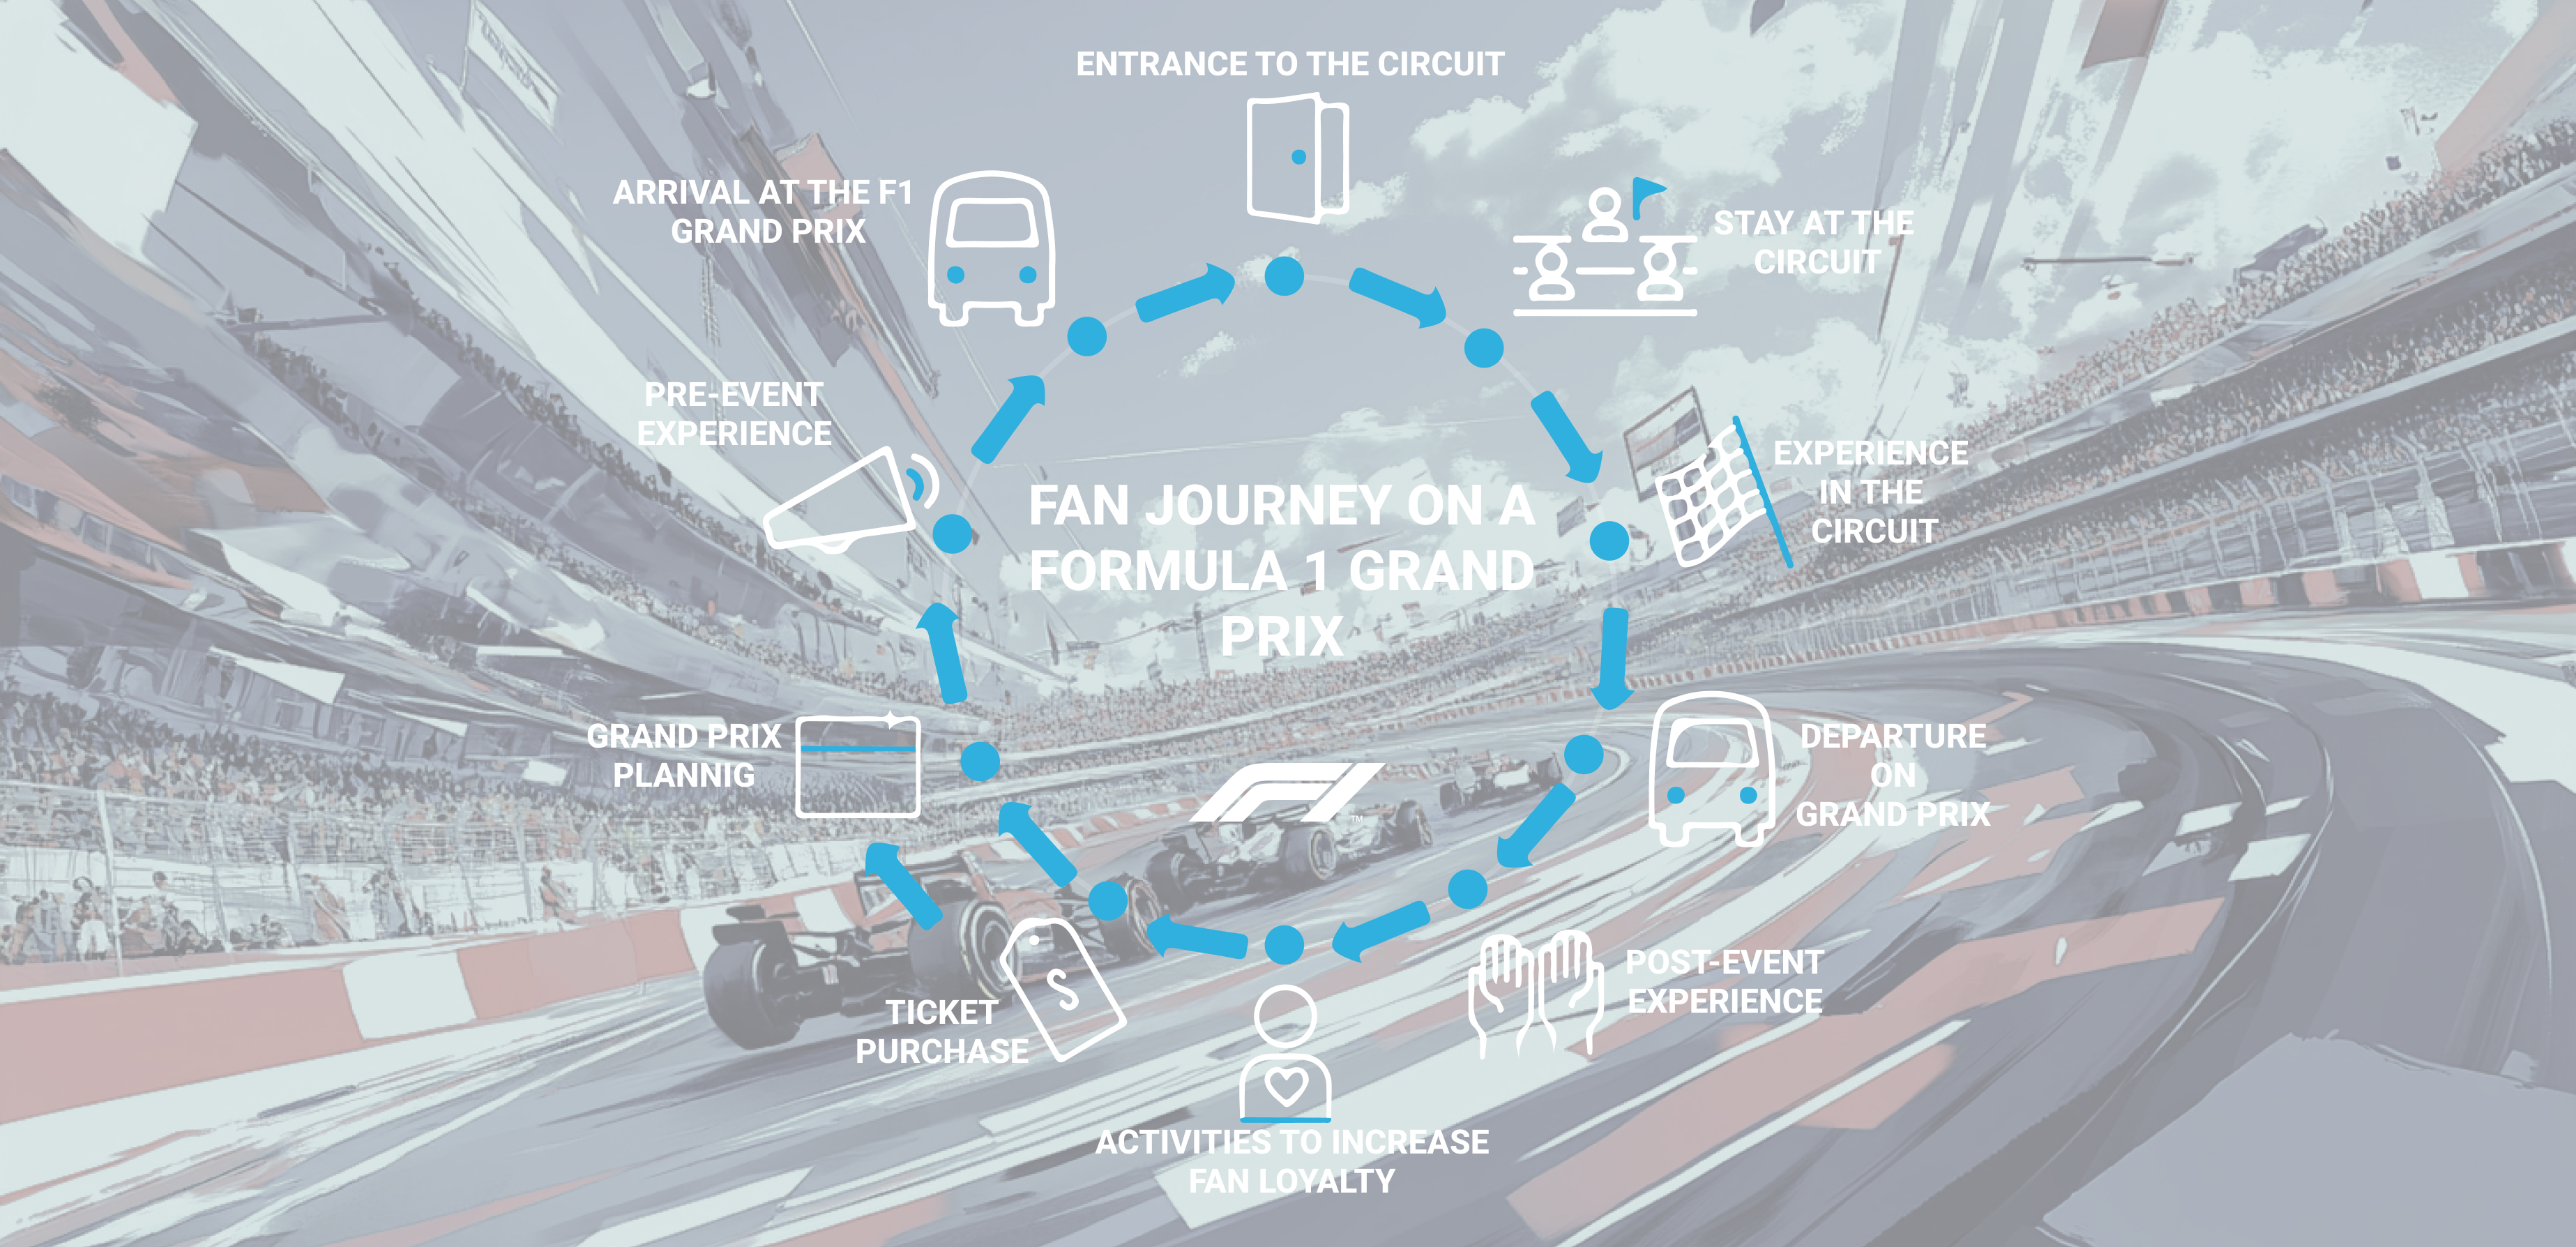 ENTRANCE TO THE CIRCUIT
ARRIVAL AT THE F1
GRAND PRIX
STAY AT THE
CIRCUIT
PRE-EVENT
EXPERIENCE
EXPERIENCE
IN THE
CIRCUIT
FAN JOURNEY ON A
FORMULA 1 GRAND
PRIX
GRAND PRIX
PLANNIG
DEPARTURE
ON
GRAND PRIX
F1
TM
TICKET
PURCHASE
S
POST-EVENT
EXPERIENCE
ACTIVITIES TO INCREASE
FAN LOYALTY